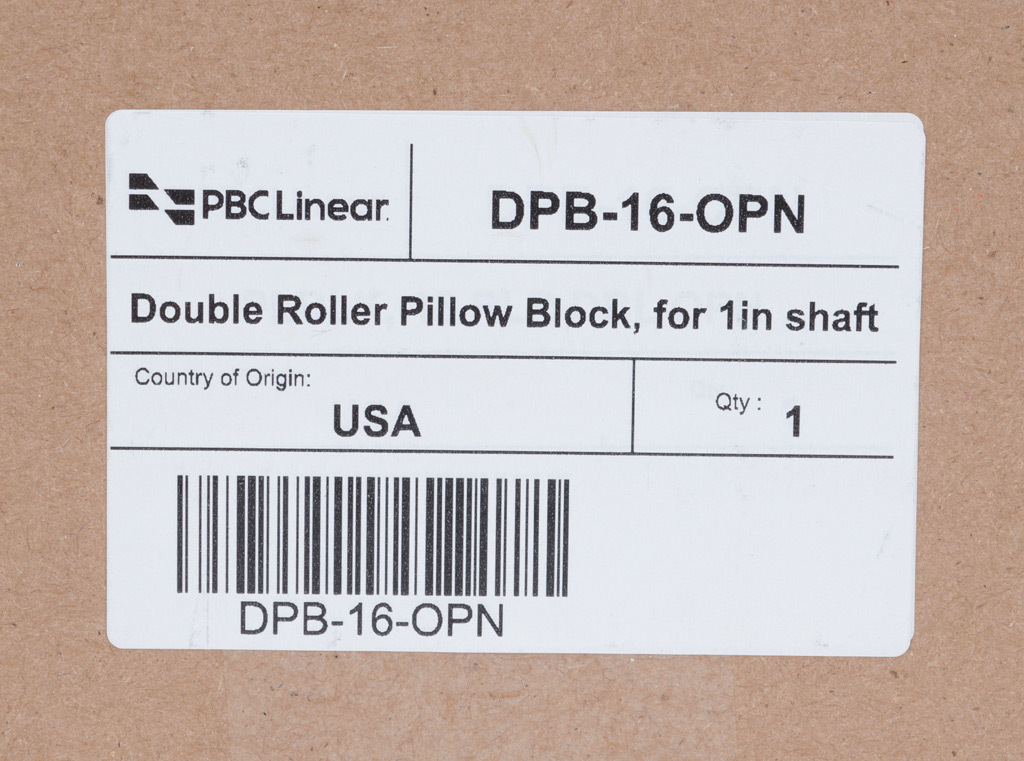 PBC Linear
DPB-16-OPN
Double Roller Pillow Block, for 1in shaft
Country of Origin:
USA
Qty :
1
DPB-16-OPN